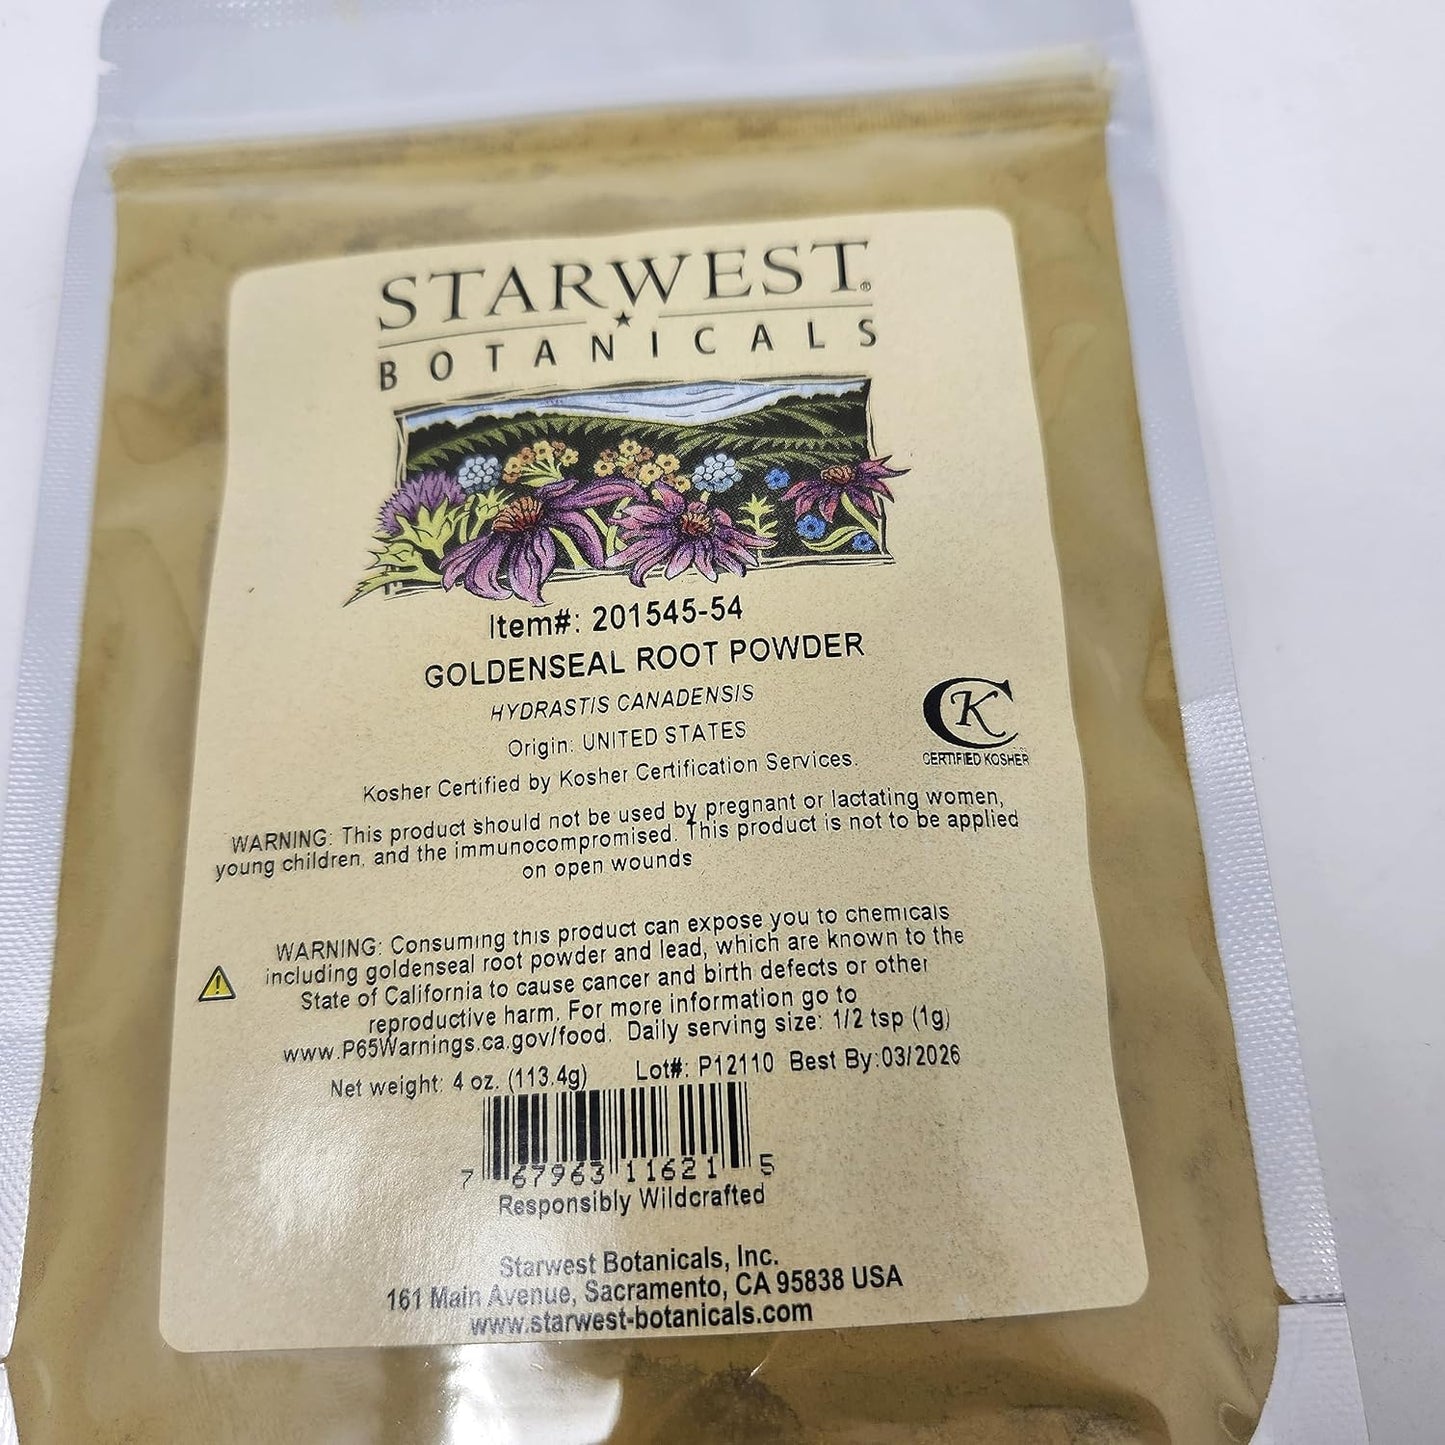 STARWEST®
BOTANICALS
Item#: 201545-54
GOLDENSEAL ROOT POWDER
HYDRASTIS CANADENSIS
Origin: UNITED STATES
Kosher Certified by Kosher Certification Services.
CK
CERTIFIED KOSHER
WARNING: This product should not be used by pregnant or lactating women,
young children, and the immunocompromised. This product is not to be applied
on open wounds
WARNING: Consuming this product can expose you to chemicals
including goldenseal root powder and lead, which are known to the
State of California to cause cancer and birth defects or other
reproductive harm. For more information go to
www.P65Warnings.ca.gov/food. Daily serving size: 1/2 tsp (1g)
Net weight: 4 oz. (113.4g) Lot#: P12110 Best By:03/2026
7 67963 11621 5
Responsibly Wildcrafted
Starwest Botanicals, Inc.
161 Main Avenue, Sacramento, CA 95838 USA
www.starwest-botanicals.com